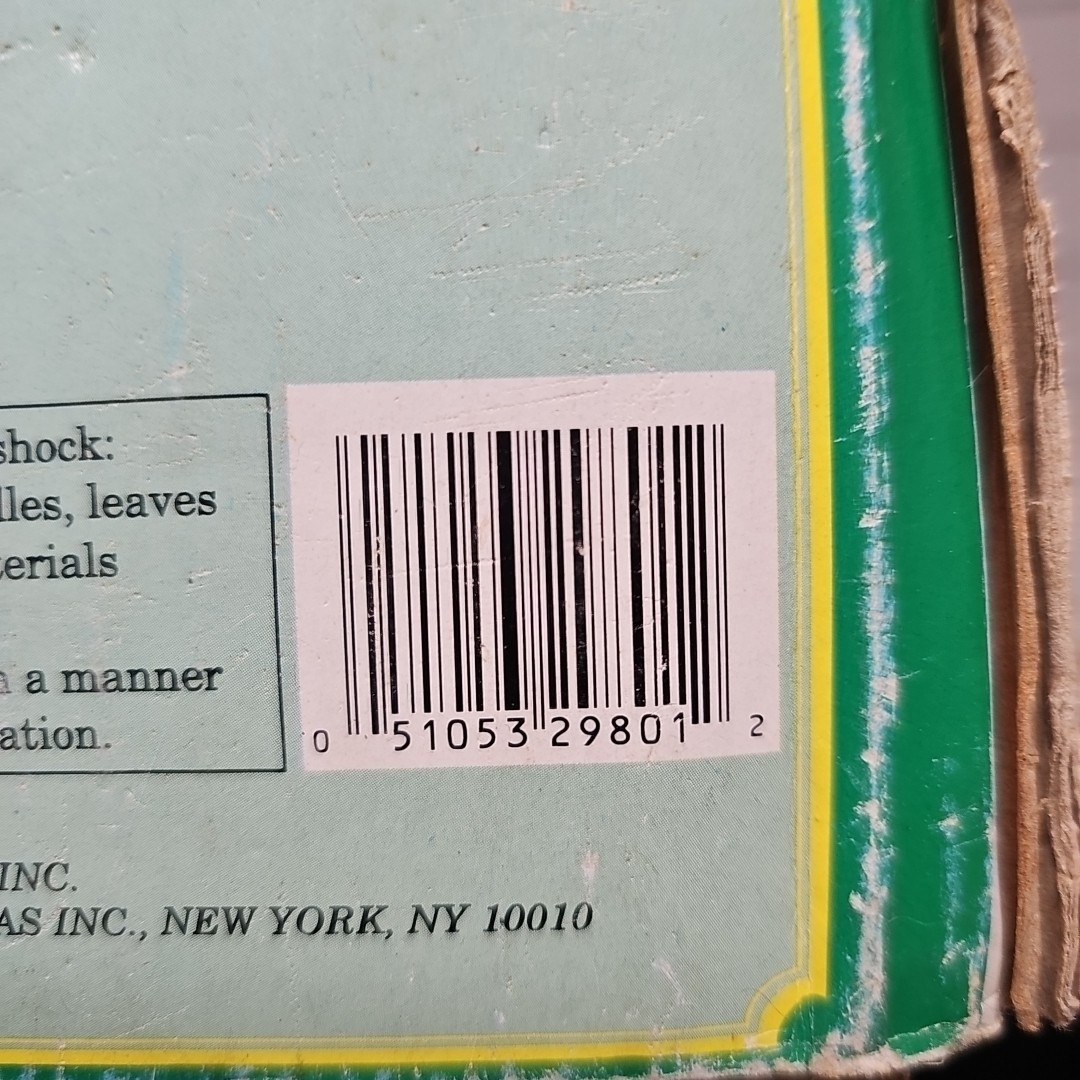 shock:
lles, leaves
terials
a manner
ation.
0 51053 29801 2
INC.
AS INC., NEW YORK, NY 10010